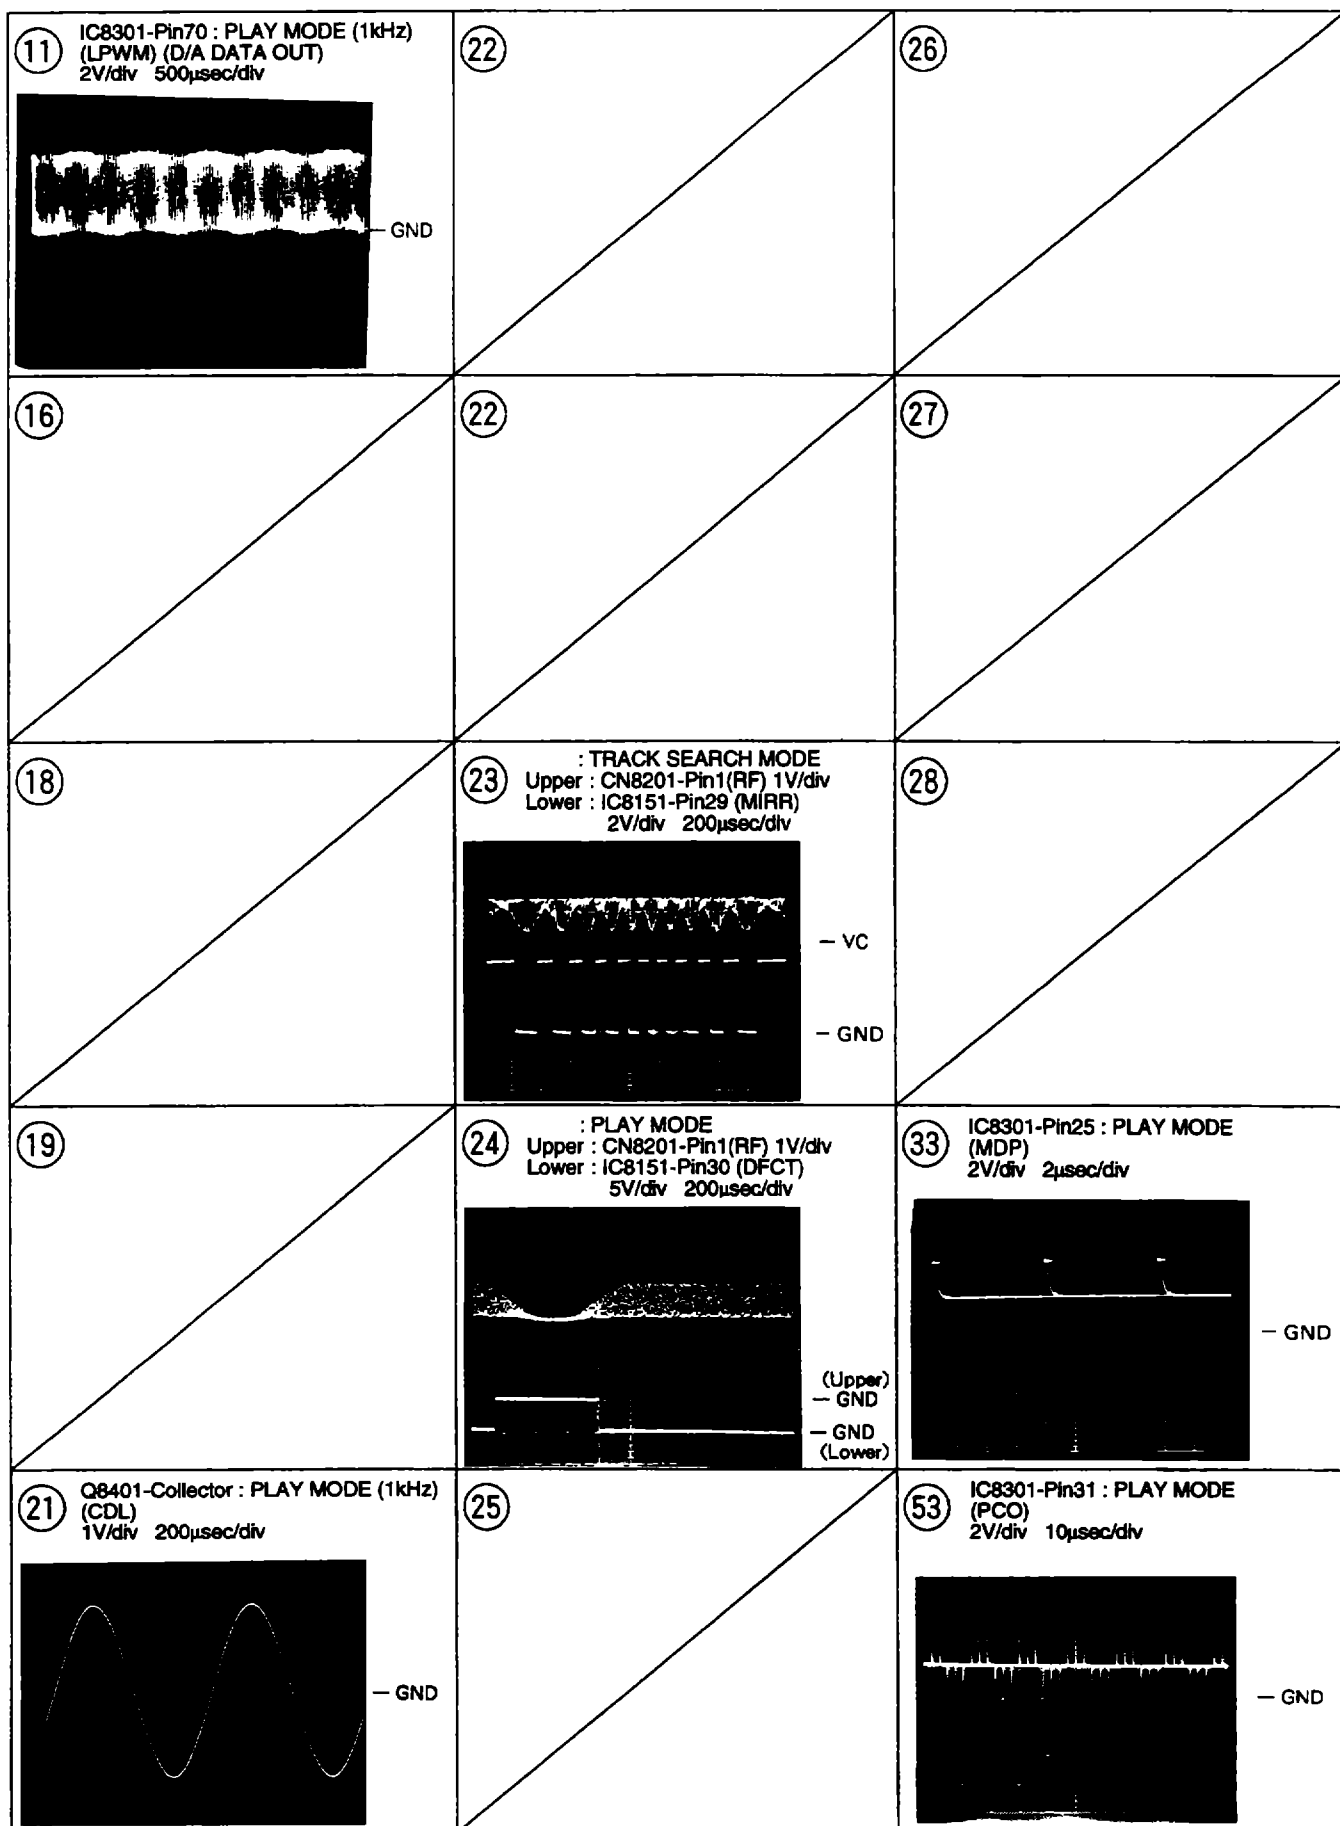 11
IC8301-Pin70 : PLAY MODE (1kHz)
(LPWM) (D/A DATA OUT)
2V/div 500µsec/div
GND
22
26
16
22
27
18
23
: TRACK SEARCH MODE
Upper : CN8201-Pin1(RF) 1V/div
Lower : IC8151-Pin29 (MIRR)
2V/div 200µsec/div
VC
GND
28
19
24
: PLAY MODE
Upper : CN8201-Pin1(RF) 1V/div
Lower : IC8151-Pin30 (DFCT)
5V/div 200µsec/div
(Upper)
GND
GND
(Lower)
33
IC8301-Pin25 : PLAY MODE
(MDP)
2V/div 2µsec/div
GND
21
Q8401-Collector : PLAY MODE (1kHz)
(CDL)
1V/div 200µsec/div
GND
25
53
IC8301-Pin31 : PLAY MODE
(PCO)
2V/div 10µsec/div
GND